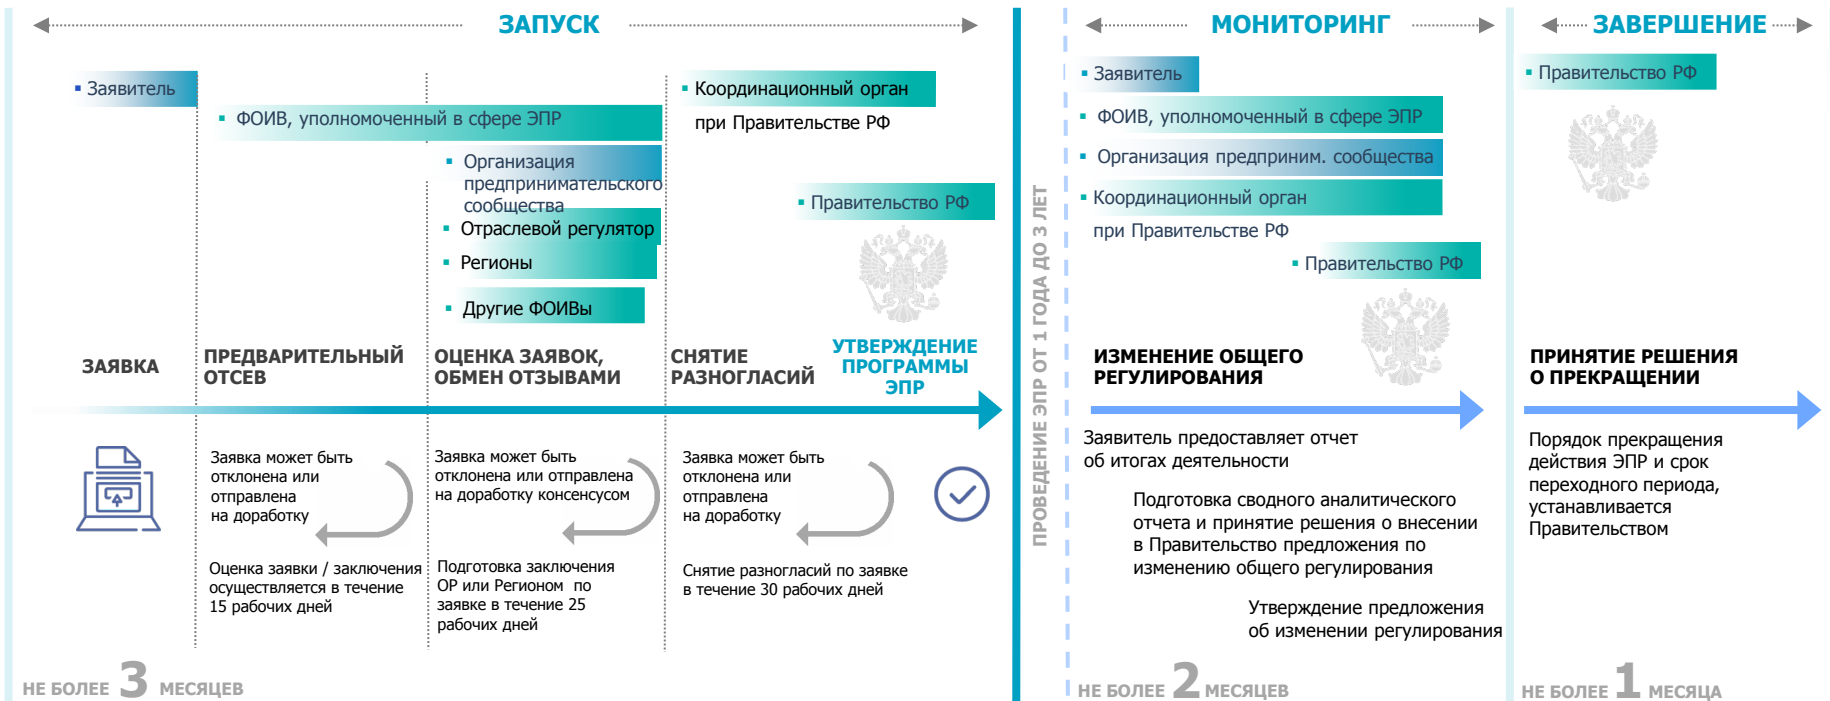 ЗАПУСК
▪ Заявитель
▪ ФОИВ, уполномоченный в сфере ЭПР
▪ Организация
предпринимательского
сообщества
▪ Отраслевой регулятор
▪ Регионы
▪ Другие ФОИВы
▪ Координационный орган
при Правительстве РФ
▪ Правительство РФ
ЗАЯВКА
ПРЕДВАРИТЕЛЬНЫЙ
ОТСЕВ
ОЦЕНКА ЗАЯВОК,
ОБМЕН ОТЗЫВАМИ
СНЯТИЕ
РАЗНОГЛАСИЙ
УТВЕРЖДЕНИЕ
ПРОГРАММЫ
ЭПР
Заявка может быть
отклонена или
отправлена
на доработку
Оценка заявки / заключения
осуществляется в течение
15 рабочих дней
Заявка может быть
отклонена или отправлена
на доработку консенсусом
Подготовка заключения
ОР или Регионом по
заявке в течение 25
рабочих дней
Заявка может быть
отклонена или
отправлена
на доработку
Снятие разногласий по заявке
в течение 30 рабочих дней
НЕ БОЛЕЕ 3 МЕСЯЦЕВ
ПРОВЕДЕНИЕ ЭПР ОТ 1 ГОДА ДО 3 ЛЕТ
МОНИТОРИНГ
▪ Заявитель
▪ ФОИВ, уполномоченный в сфере ЭПР
▪ Организация предприним. сообщества
▪ Координационный орган
при Правительстве РФ
▪ Правительство РФ
ИЗМЕНЕНИЕ ОБЩЕГО
РЕГУЛИРОВАНИЯ
Заявитель предоставляет отчет
об итогах деятельности
Подготовка сводного аналитического
отчета и принятие решения о внесении
в Правительство предложения по
изменению общего регулирования
Утверждение предложения
об изменении регулирования
НЕ БОЛЕЕ 2 МЕСЯЦЕВ
ЗАВЕРШЕНИЕ
▪ Правительство РФ
ПРИНЯТИЕ РЕШЕНИЯ
О ПРЕКРАЩЕНИИ
Порядок прекращения
действия ЭПР и срок
переходного периода,
устанавливается
Правительством
НЕ БОЛЕЕ 1 МЕСЯЦА